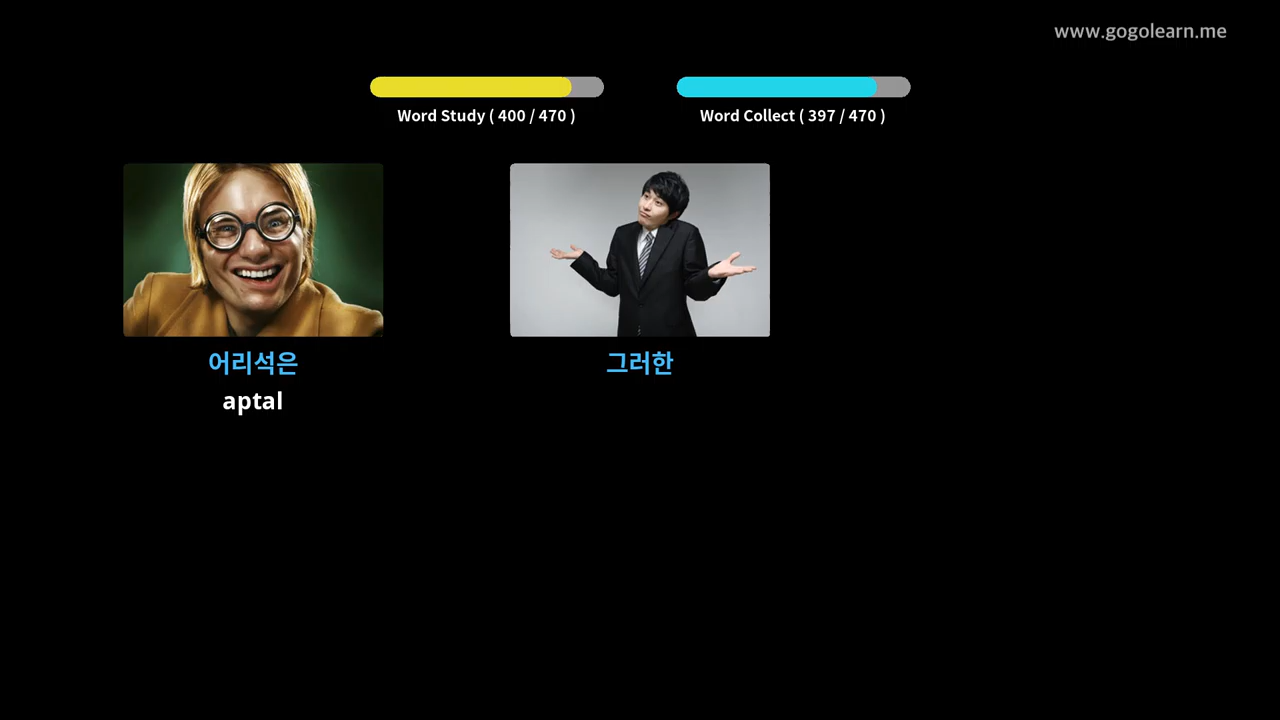 www.gogolearn.me
Word Study ( 400 / 470 )
Word Collect ( 397 / 470 )
어리석은
그러한
aptal